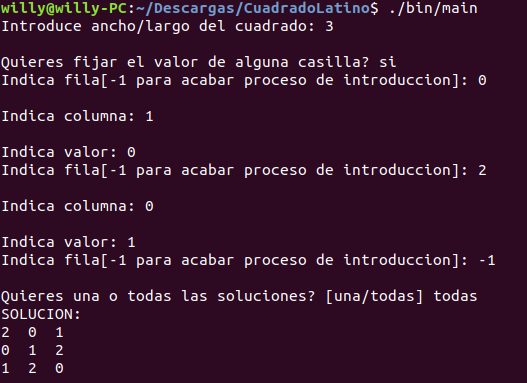 willy@willy-PC:~/Descargas/CuadradoLatino$ ./bin/main
Introduce ancho/largo del cuadrado: 3
Quieres fijar el valor de alguna casilla? si
Indica fila[-1 para acabar proceso de introduccion]: 0
Indica columna: 1
Indica valor: 0
Indica fila[-1 para acabar proceso de introduccion]: 2
Indica columna: 0
Indica valor: 1
Indica fila[-1 para acabar proceso de introduccion]: -1
Quieres una o todas las soluciones? [una/todas] todas
SOLUCION:
2 0 1
0 1 2
1 2 0